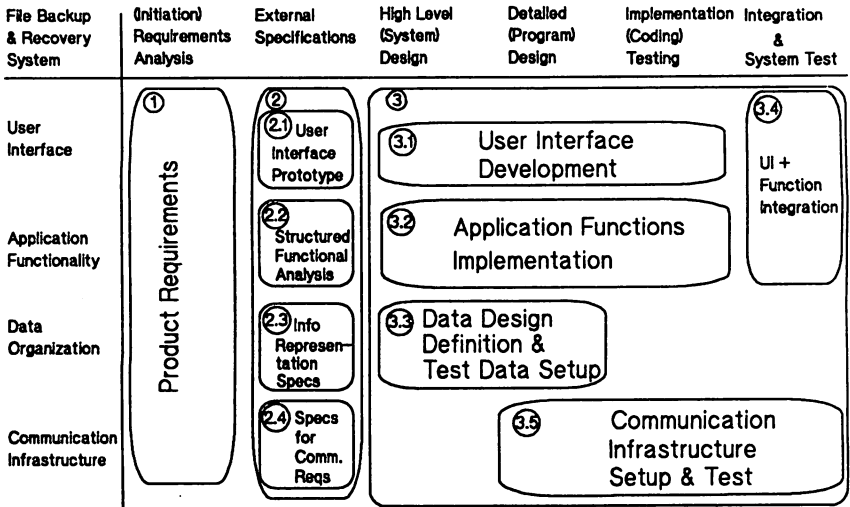 File Backup
& Recovery
System
(Initiation)
Requirements
Analysis
External
Specifications
High Level
(System)
Design
Detailed
(Program)
Design
Implementation
(Coding)
Testing
Integration
&
System Test
User
Interface
Application
Functionality
Data
Organization
Communication
Infrastructure
1
Product Requirements
2
2.1 User
Interface
Prototype
2.2
Structured
Functional
Analysis
2.3 Info
Represen-
tation
Specs
2.4 Specs
for
Comm.
Reqs
3
3.1 User Interface
Development
3.2 Application Functions
Implementation
3.3 Data Design
Definition &
Test Data Setup
3.4
UI +
Function
Integration
3.5 Communication
Infrastructure
Setup & Test